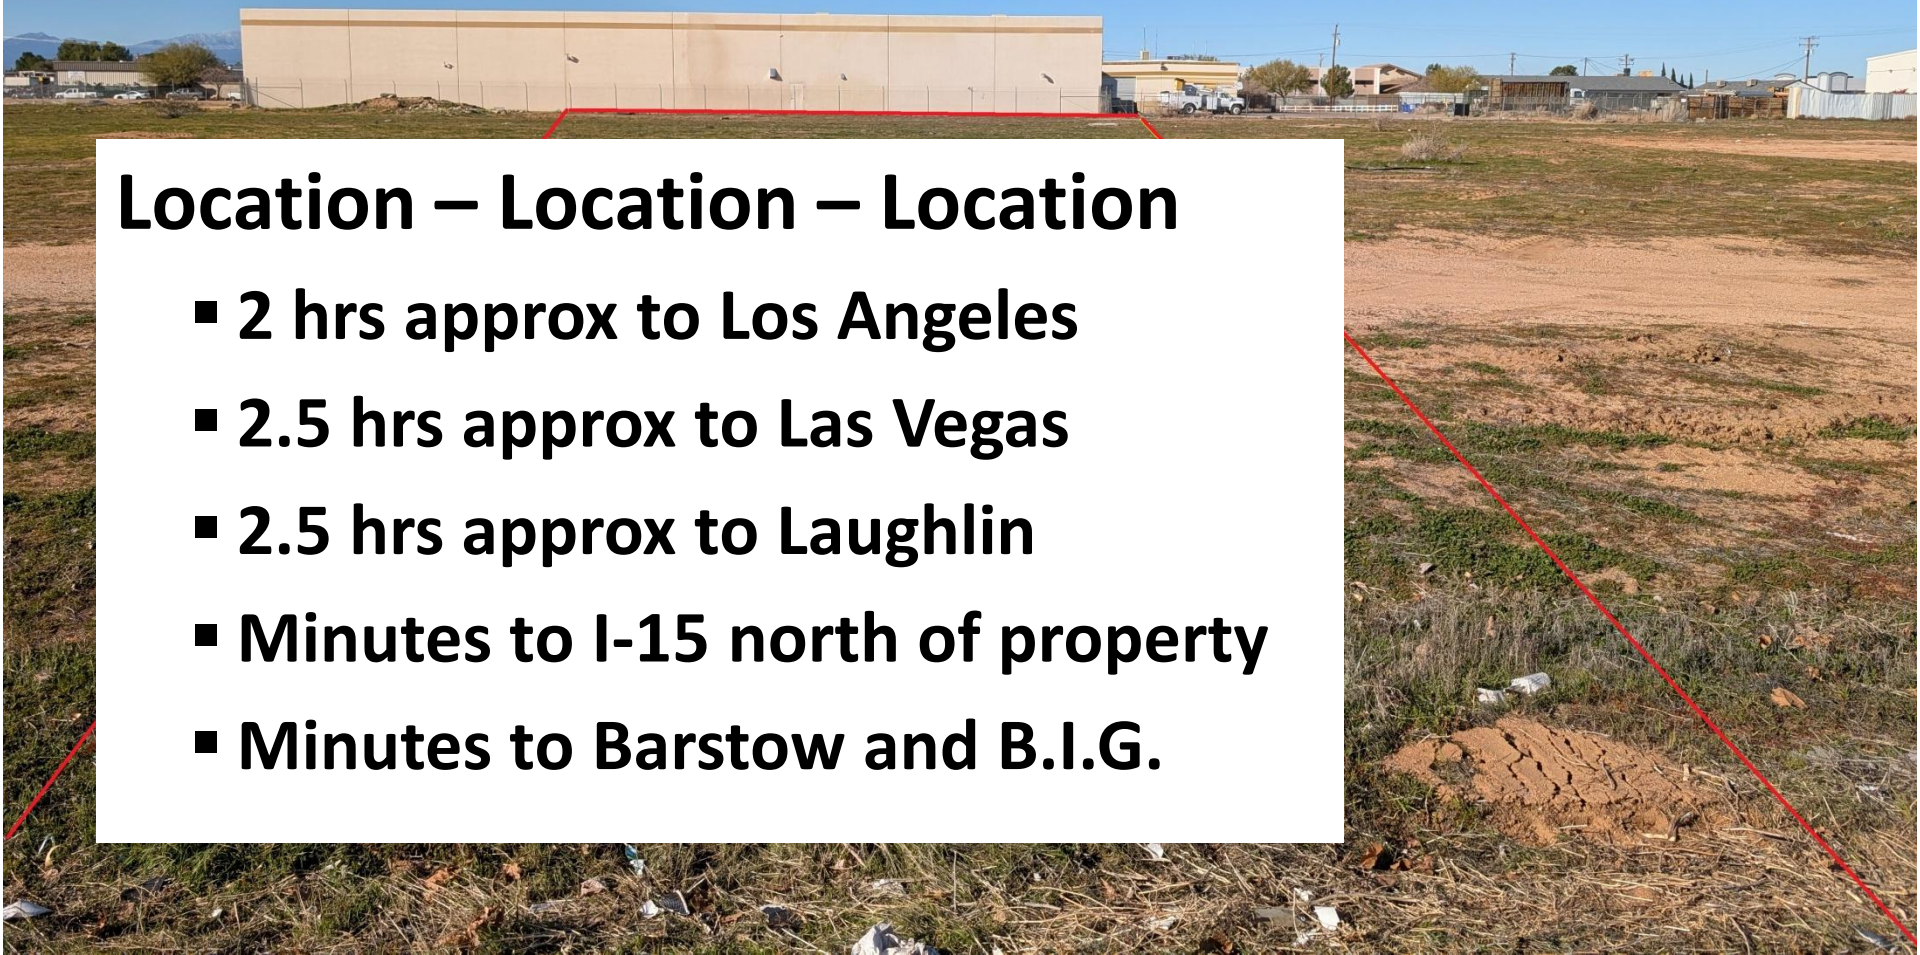 Location – Location – Location
▪ 2 hrs approx to Los Angeles
▪ 2.5 hrs approx to Las Vegas
▪ 2.5 hrs approx to Laughlin
▪ Minutes to I-15 north of property
▪ Minutes to Barstow and B.I.G.